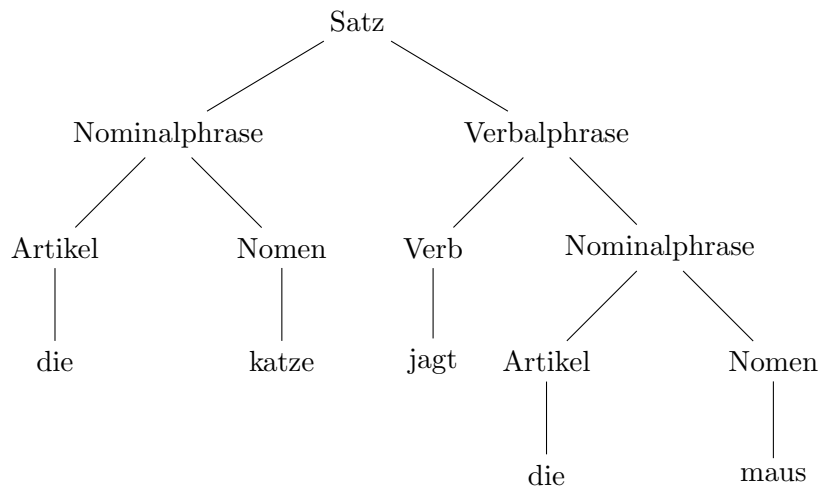 Satz
Nominalphrase Verbalphrase
Artikel Nomen Verb Nominalphrase
die katze jagt Artikel Nomen
die maus